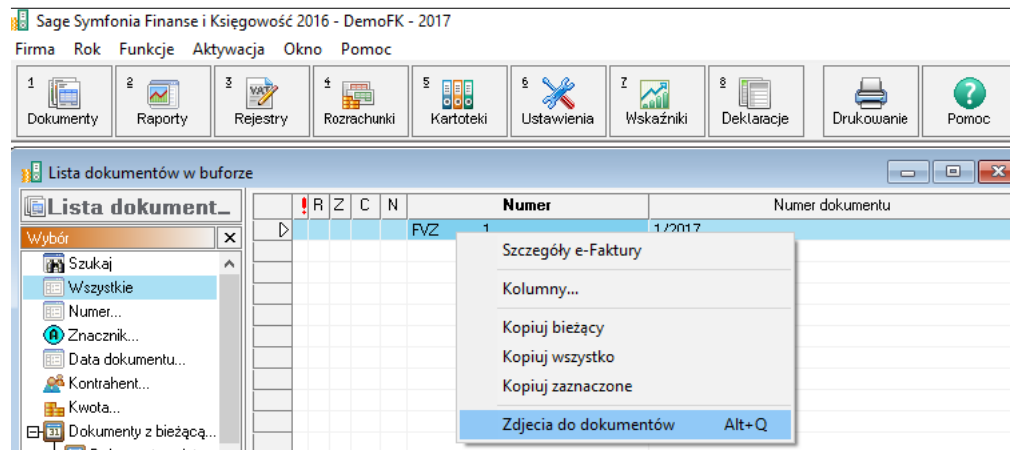 Sage Symfonia Finanse i Księgowość 2016 - DemoFK - 2017
Firma Rok Funkcje Aktywacja Okno Pomoc
1 2 3 4 5 6 7 8
VAT
Dokumenty Raporty Rejestry Rozrachunki Kartoteki Ustawienia Wskaźniki Deklaracje Drukowanie Pomoc
Lista dokumentów w buforze
Lista dokument... ! R Z C N Numer Numer dokumentu
Wybór FVZ 1 1/2017
Szukaj
Wszystkie
Numer...
Znacznik...
Data dokumentu...
Kontrahent...
Kwota...
Dokumenty z bieżącą...
Szczegóły e-Faktury
Kolumny...
Kopiuj bieżący
Kopiuj wszystko
Kopiuj zaznaczone
Zdjecia do dokumentów Alt+Q